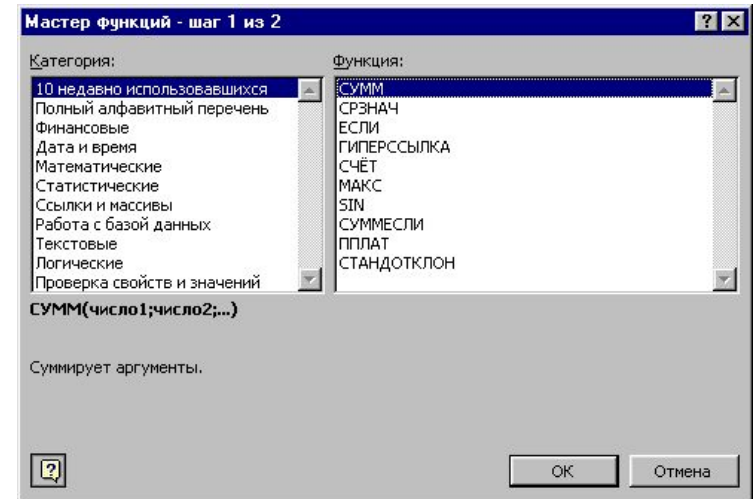 Мастер функций - шаг 1 из 2
Категория:
Функция:
10 недавно использовавшихся
Полный алфавитный перечень
Финансовые
Дата и время
Математические
Статистические
Ссылки и массивы
Работа с базой данных
Текстовые
Логические
Проверка свойств и значений
СУММ
СРЗНАЧ
ЕСЛИ
ГИПЕРССЫЛКА
СЧЁТ
МАКС
SIN
СУММЕСЛИ
ППЛАТ
СТАНДОТКЛОН
СУММ(число1;число2;...)
Суммирует аргументы.
ОК
Отмена